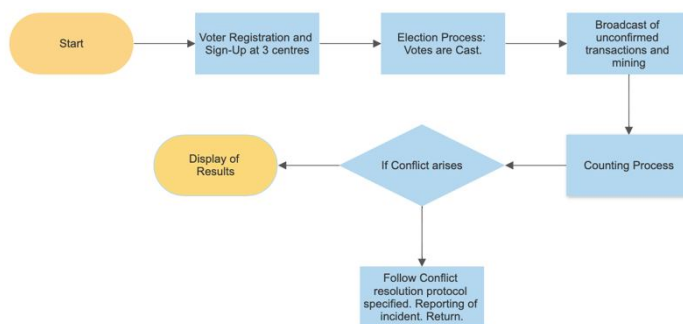 Start
Voter Registration and
Sign-Up at 3 centres
Election Process:
Votes are Cast.
Broadcast of
unconfirmed
transactions and
mining
Display of
Results
If Conflict arises
Counting Process
Follow Conflict
resolution protocol
specified. Reporting of
incident. Return.